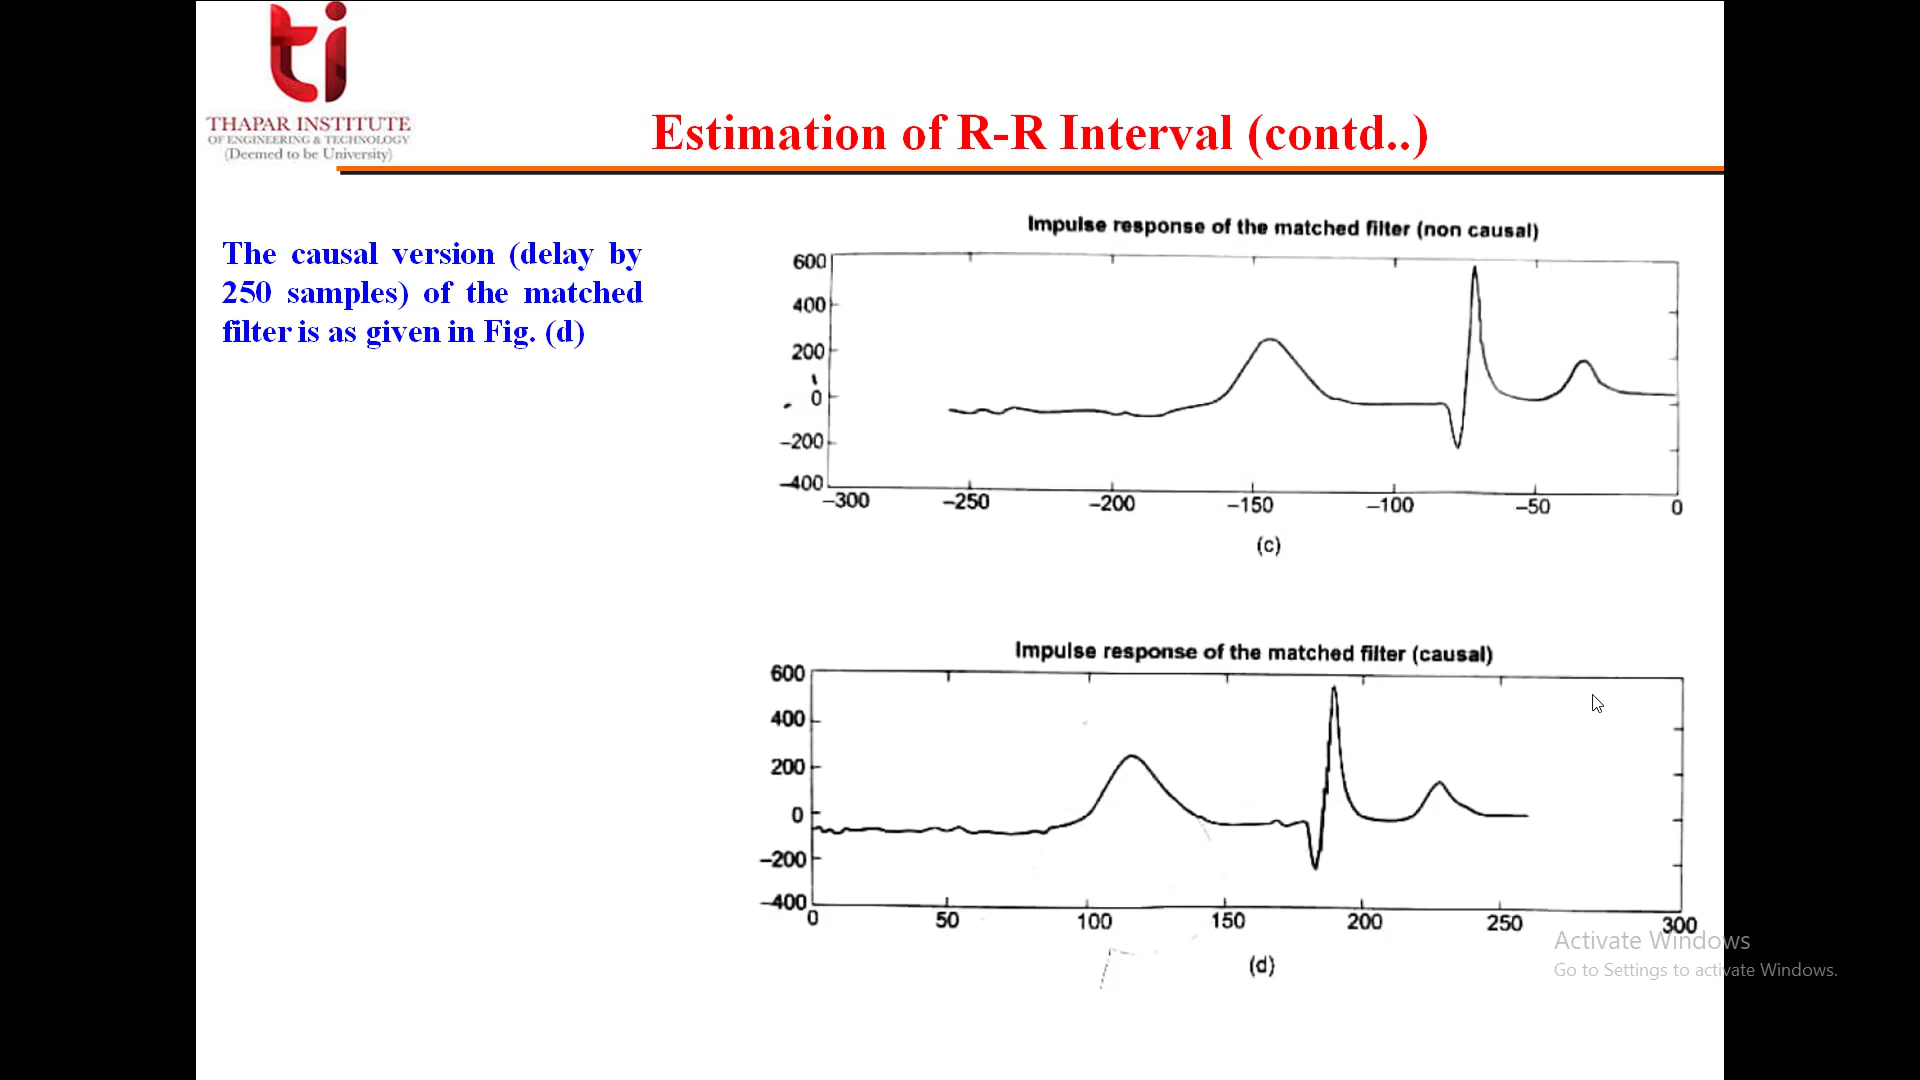 THAPAR INSTITUTE
OF ENGINEERING & TECHNOLOGY
(Deemed to be University)
Estimation of R-R Interval (contd..)
The causal version (delay by
250 samples) of the matched
filter is as given in Fig. (d)
Impulse response of the matched filter (non causal)
600
400
200
0
−200
−400
−300 −250 −200 −150 −100 −50 0
(c)
Impulse response of the matched filter (causal)
600
400
200
0
−200
−400
0 50 100 150 200 250 300
(d)
Activate Windows
Go to Settings to activate Windows.